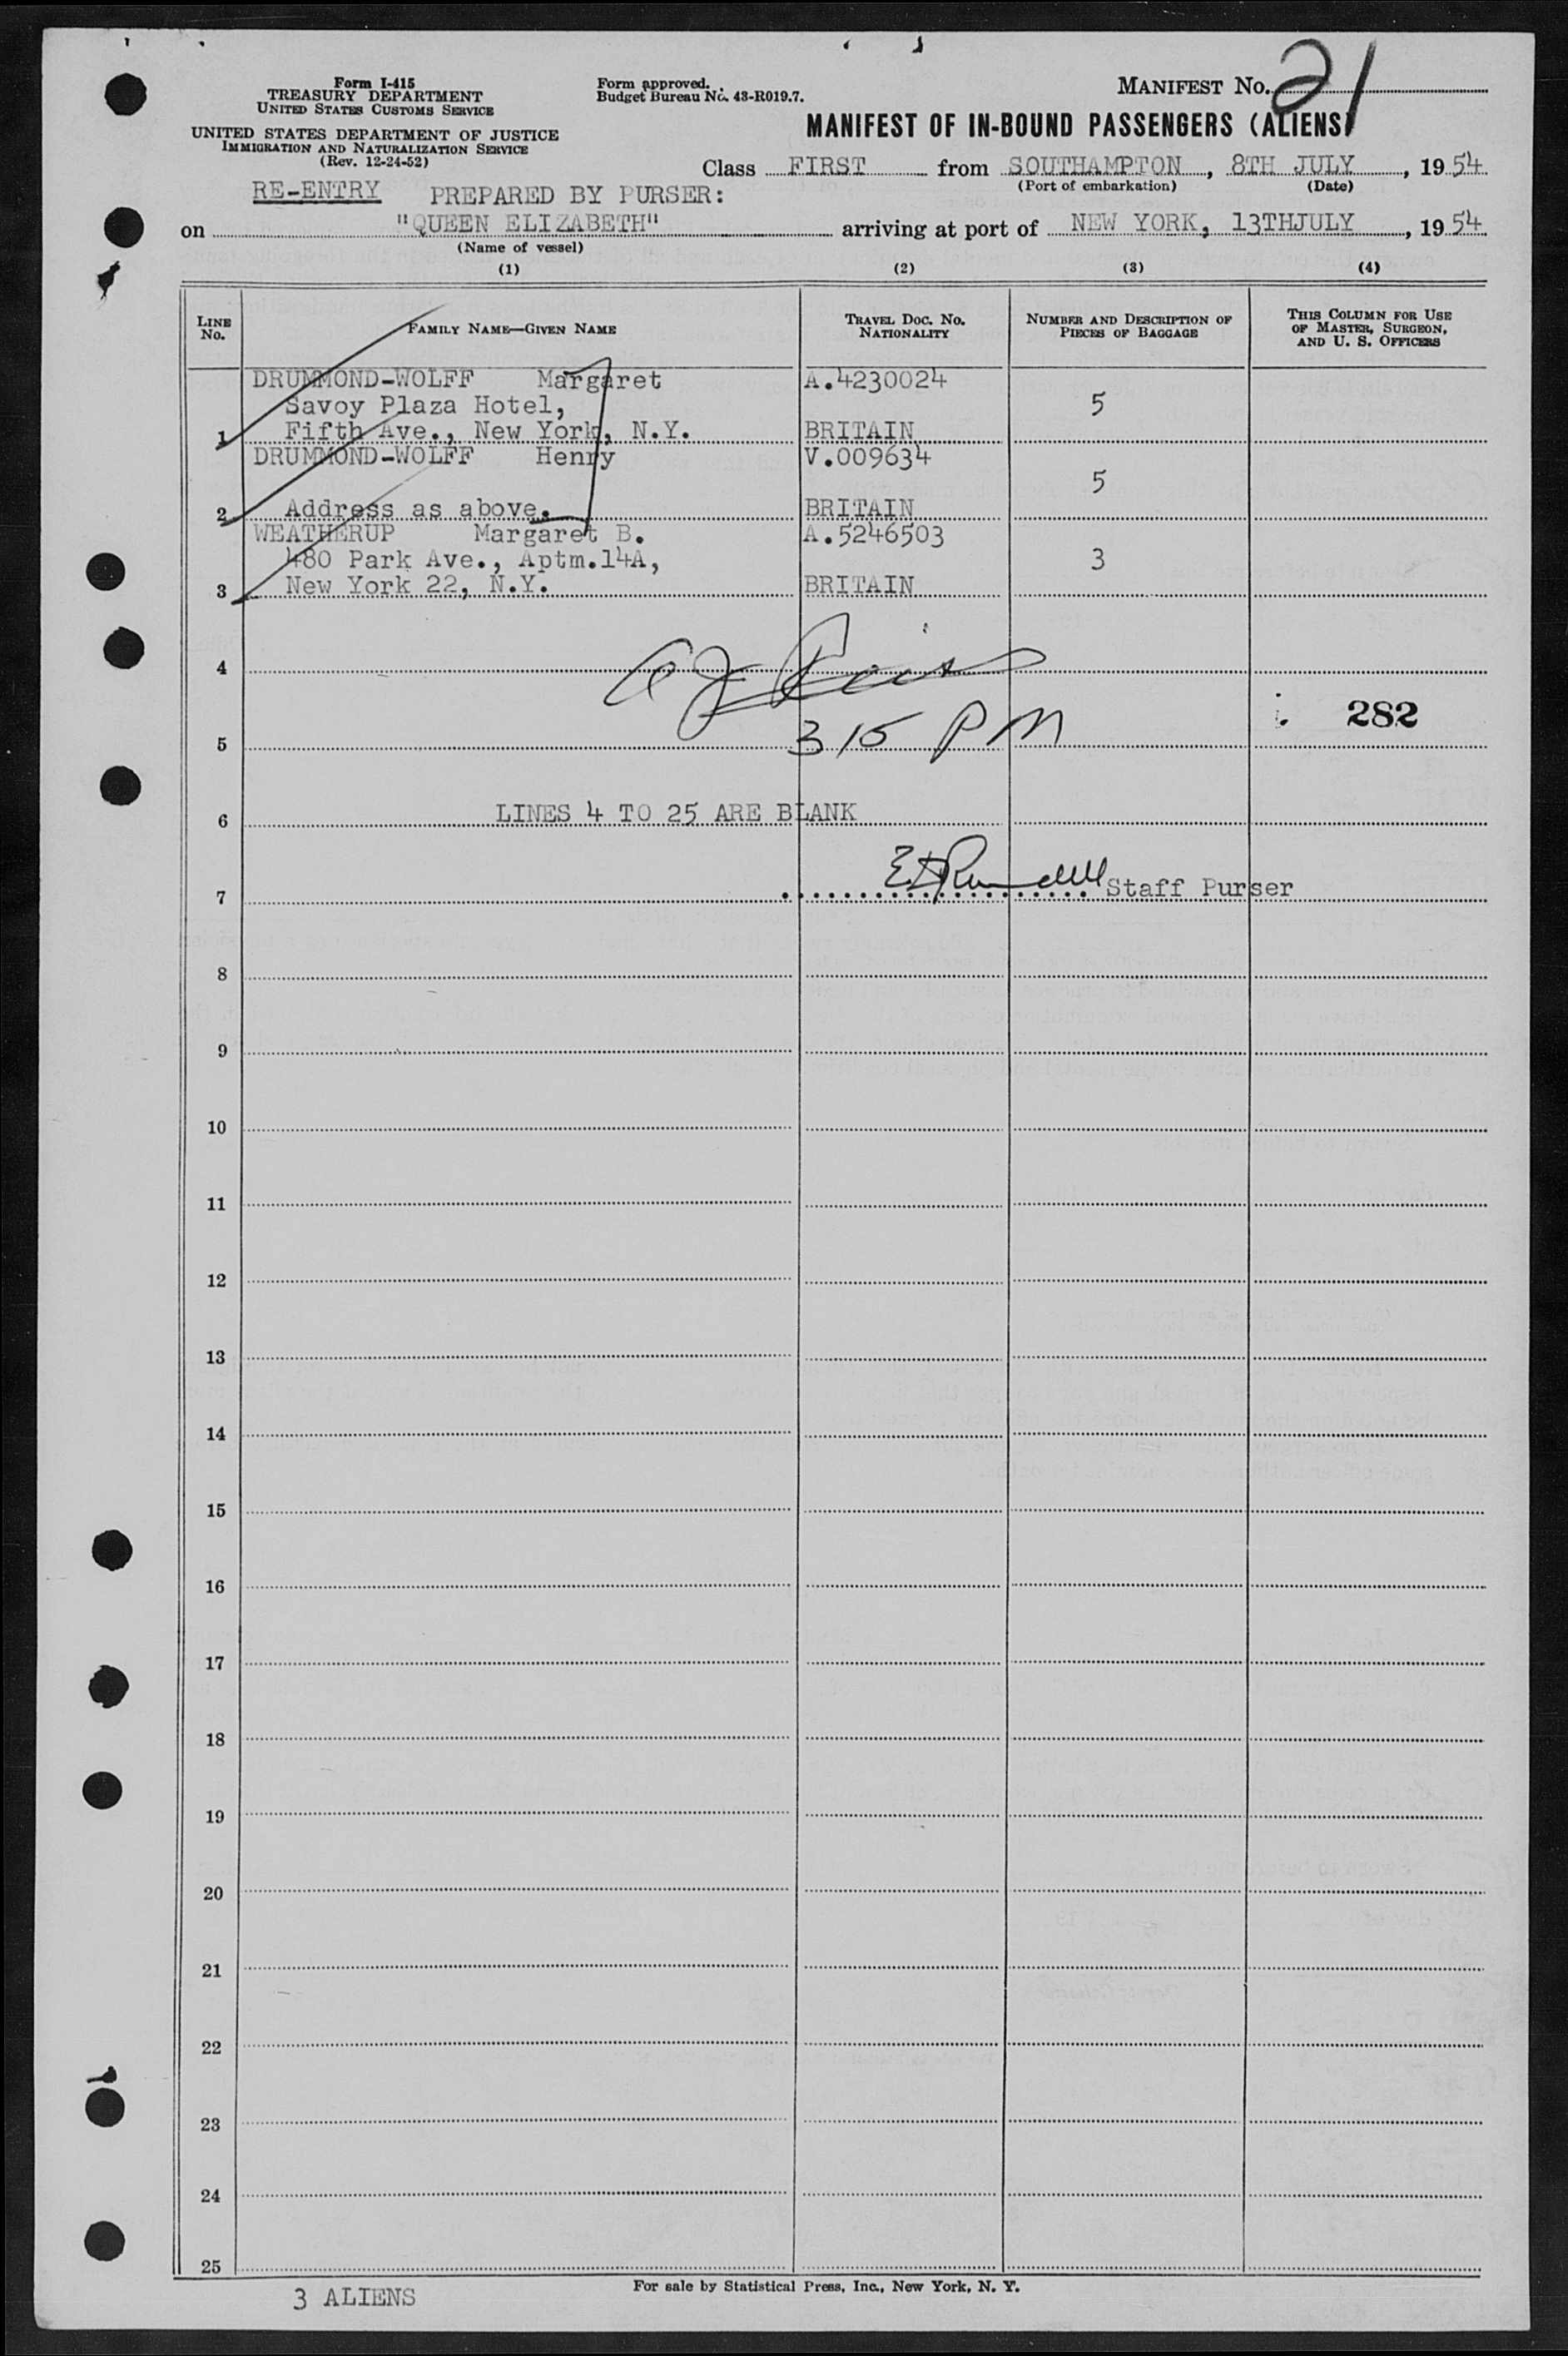 Form I-415
TREASURY DEPARTMENT
UNITED STATES CUSTOMS SERVICE
UNITED STATES DEPARTMENT OF JUSTICE
IMMIGRATION AND NATURALIZATION SERVICE
(Rev. 12-24-52)
Form approved.
Budget Bureau No. 43-R019.7.
MANIFEST No. 21
MANIFEST OF IN-BOUND PASSENGERS (ALIENS)
Class FIRST from SOUTHAMPTON, 8TH JULY, 1954
(Port of embarkation) (Date)
RE-ENTRY PREPARED BY PURSER:
on "QUEEN ELIZABETH" arriving at port of NEW YORK, 13THJULY, 1954
(Name of vessel)
(1) (2) (3) (4)
LINE No. FAMILY NAME—GIVEN NAME TRAVEL DOC. No. NATIONALITY NUMBER AND DESCRIPTION OF PIECES OF BAGGAGE THIS COLUMN FOR USE OF MASTER, SURGEON, AND U. S. OFFICERS
DRUMMOND-WOLFF Margaret A.4230024
Savoy Plaza Hotel, 5
1 Fifth Ave., New York, N.Y. BRITAIN
DRUMMOND-WOLFF Henry V.009634
5
2 Address as above. BRITAIN
WEATHERUP Margaret B. A.5246503
480 Park Ave., Aptm.14A, 3
3 New York 22, N.Y. BRITAIN
4
282
5 315 PM
6 LINES 4 TO 25 ARE BLANK
7 Staff Purser
8
9
10
11
12
13
14
15
16
17
18
19
20
21
22
23
24
25
3 ALIENS
For sale by Statistical Press, Inc., New York, N. Y.